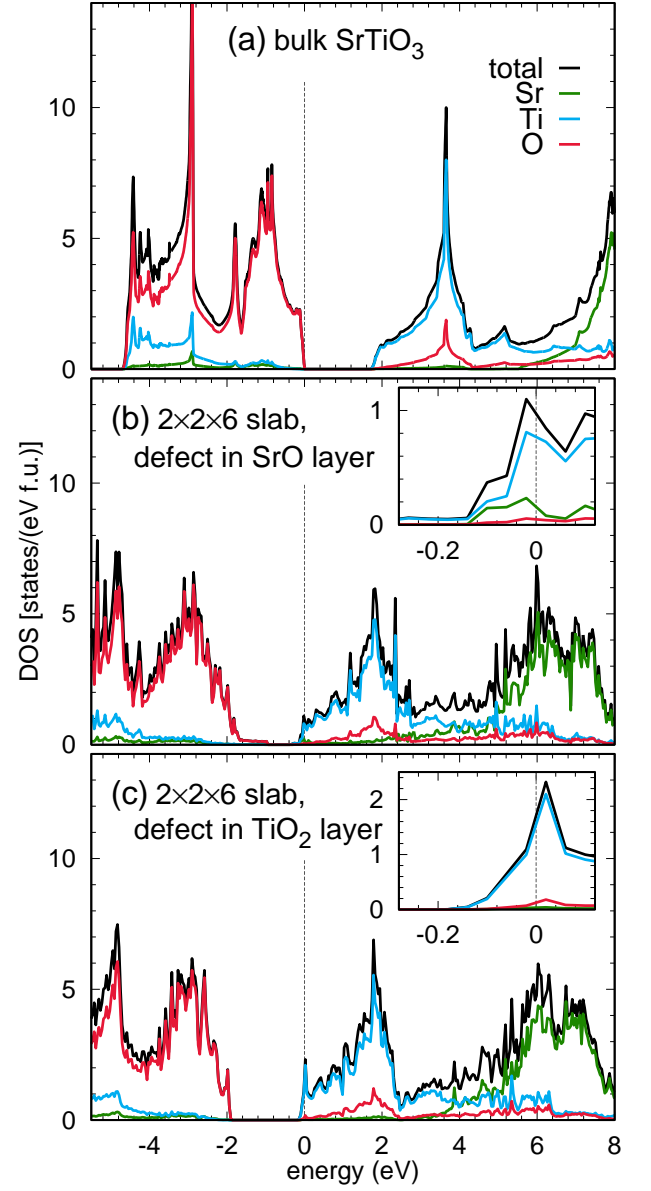 (a) bulk SrTiO₃
total
Sr
Ti
O
10
5
0
(b) 2×2×6 slab,
defect in SrO layer
1
0
-0.2 0
10
5
0
DOS [states/(eV f.u.)]
(c) 2×2×6 slab,
defect in TiO₂ layer
2
1
0
-0.2 0
10
5
0
-4 -2 0 2 4 6 8
energy (eV)